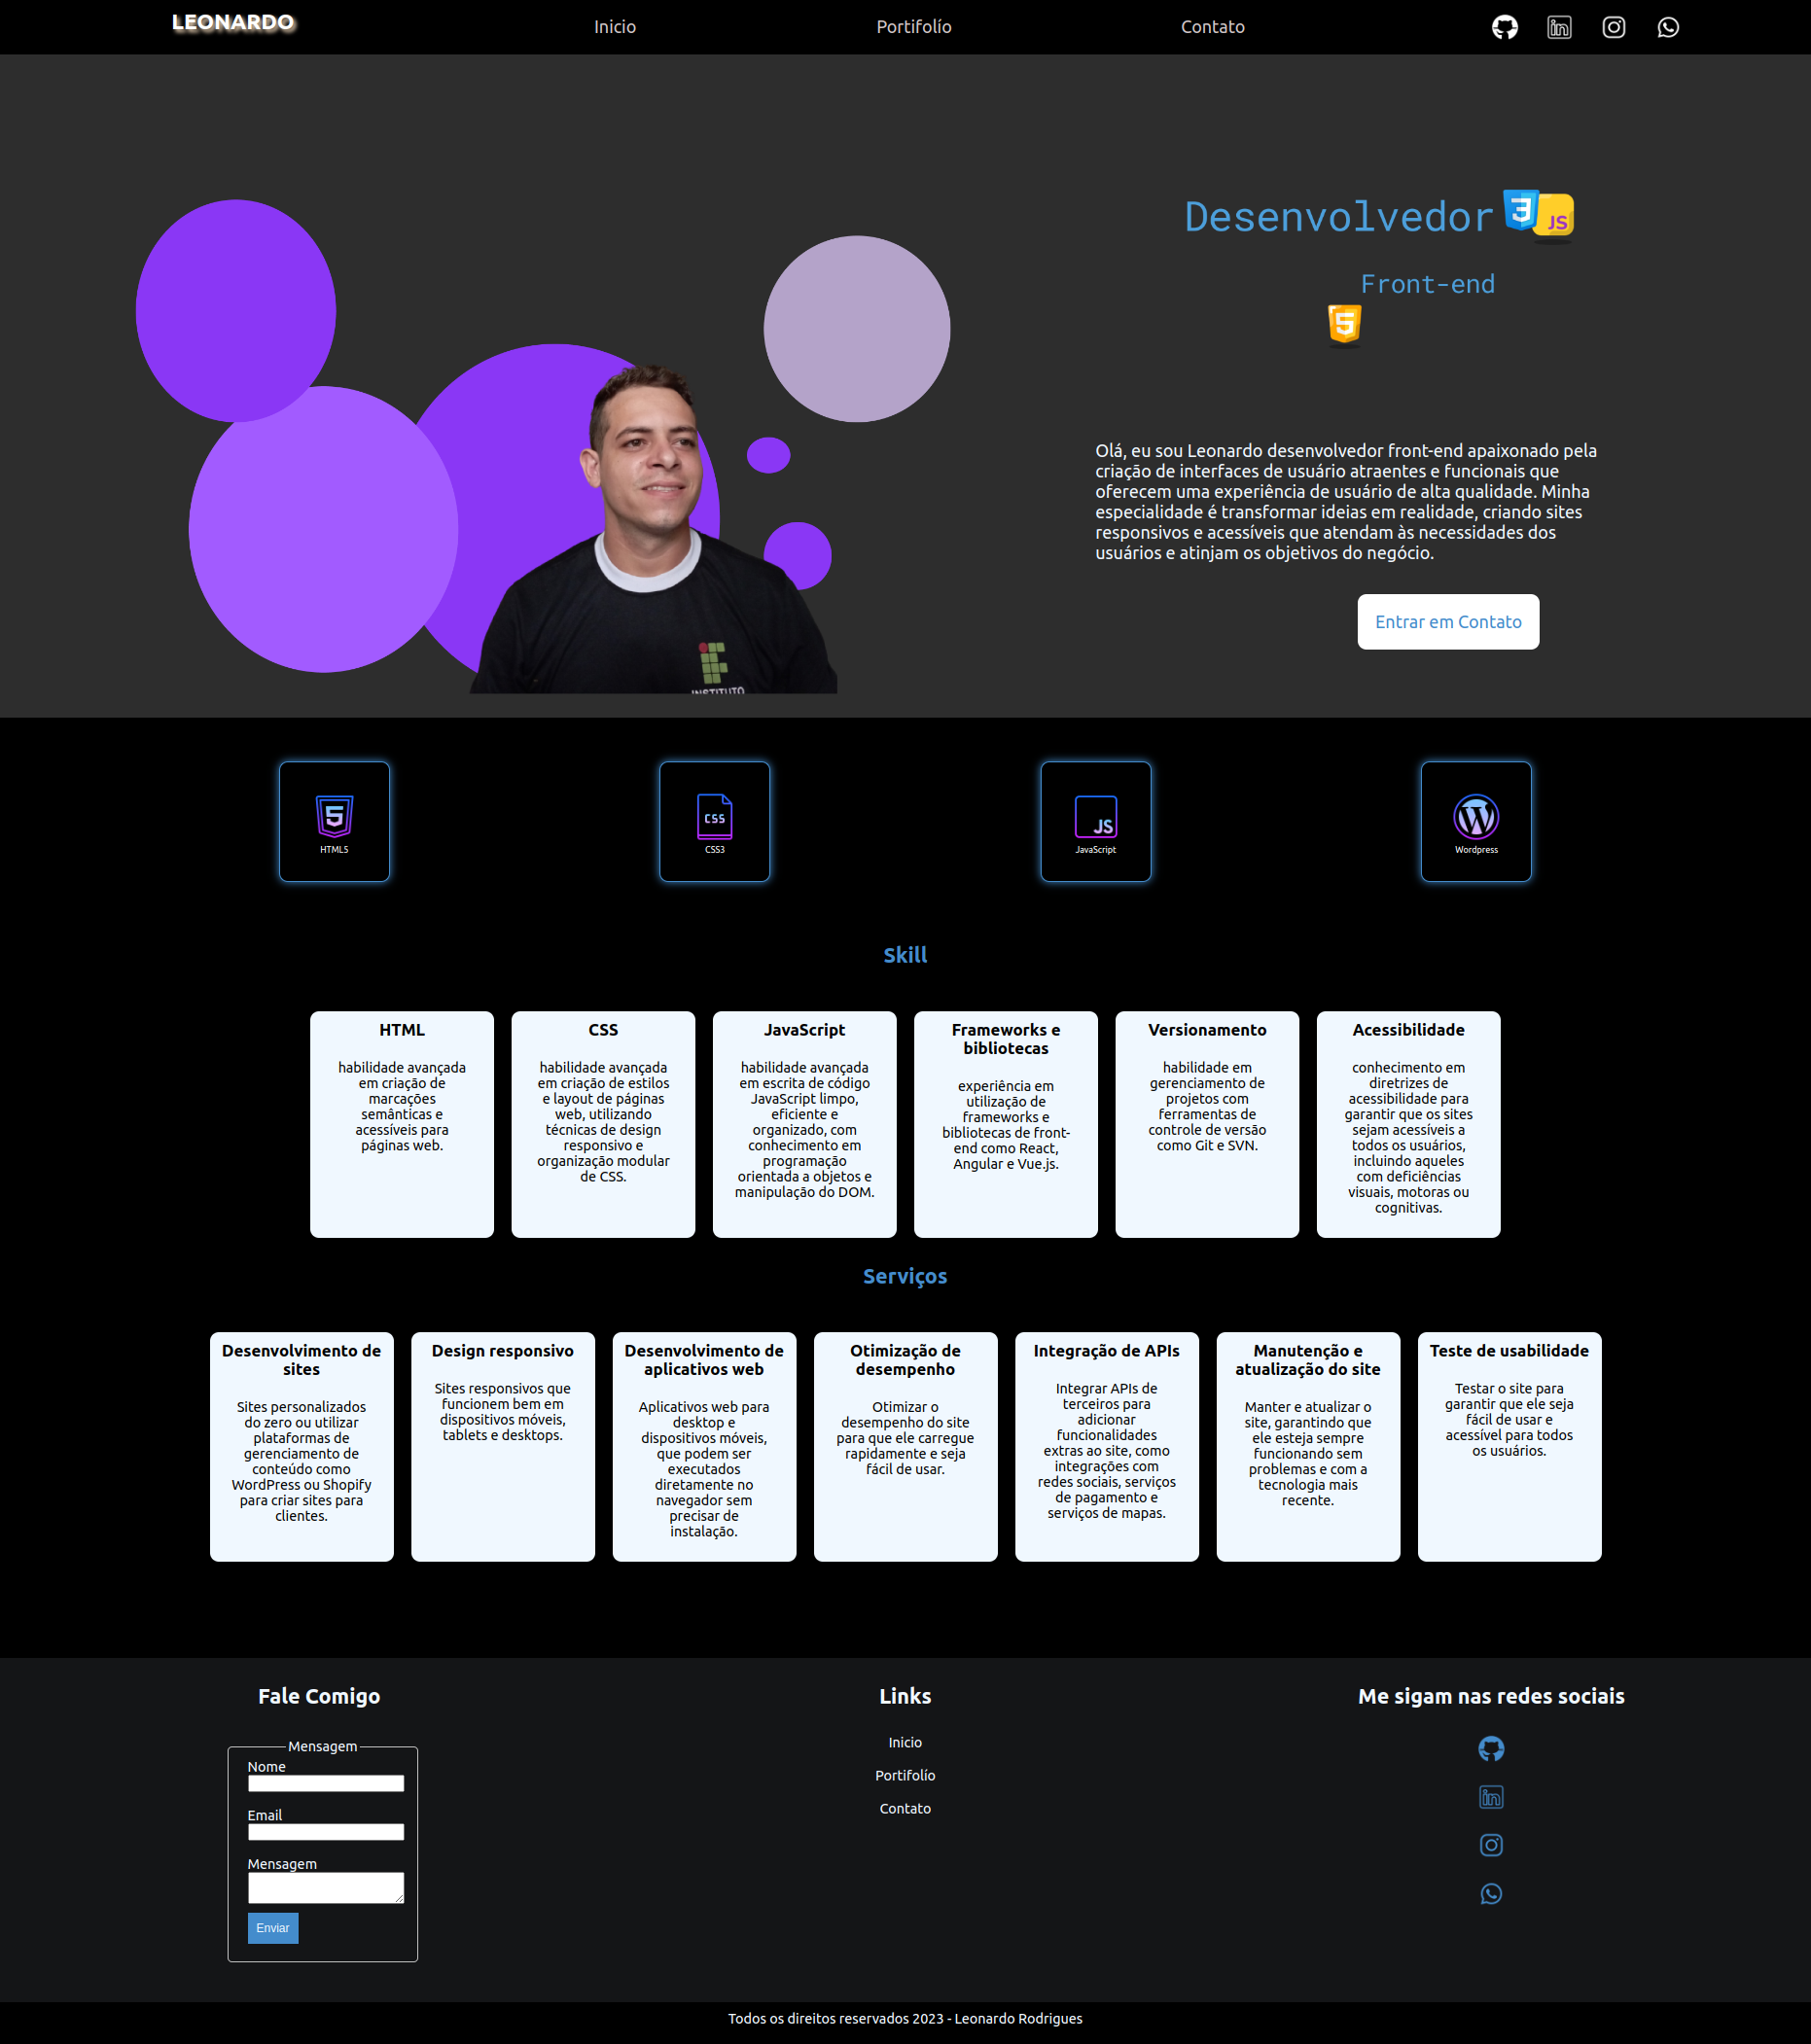 LEONARDO
Inicio
Portifolío
Contato
Desenvolvedor
JS
Front-end
Olá, eu sou Leonardo desenvolvedor front-end apaixonado pela
criação de interfaces de usuário atraentes e funcionais que
oferecem uma experiência de usuário de alta qualidade. Minha
especialidade é transformar ideias em realidade, criando sites
responsivos e acessíveis que atendam às necessidades dos
usuários e atinjam os objetivos do negócio.
INSTITUTO
Entrar em Contato
HTML5
CSS
CSS3
JS
JavaScript
Wordpress
Skill
HTML
habilidade avançada
em criação de
marcações
semânticas e
acessíveis para
páginas web.
CSS
habilidade avançada
em criação de estilos
e layout de páginas
web, utilizando
técnicas de design
responsivo e
organização modular
de CSS.
JavaScript
habilidade avançada
em escrita de código
JavaScript limpo,
eficiente e
organizado, com
conhecimento em
programação
orientada a objetos e
manipulação do DOM.
Frameworks e
bibliotecas
experiência em
utilização de
frameworks e
bibliotecas de front-
end como React,
Angular e Vue.js.
Versionamento
habilidade em
gerenciamento de
projetos com
ferramentas de
controle de versão
como Git e SVN.
Acessibilidade
conhecimento em
diretrizes de
acessibilidade para
garantir que os sites
sejam acessíveis a
todos os usuários,
incluindo aqueles
com deficiências
visuais, motoras ou
cognitivas.
Serviços
Desenvolvimento de
sites
Sites personalizados
do zero ou utilizar
plataformas de
gerenciamento de
conteúdo como
WordPress ou Shopify
para criar sites para
clientes.
Design responsivo
Sites responsivos que
funcionem bem em
dispositivos móveis,
tablets e desktops.
Desenvolvimento de
aplicativos web
Aplicativos web para
desktop e
dispositivos móveis,
que podem ser
executados
diretamente no
navegador sem
precisar de
instalação.
Otimização de
desempenho
Otimizar o
desempenho do site
para que ele carregue
rapidamente e seja
fácil de usar.
Integração de APIs
Integrar APIs de
terceiros para
adicionar
funcionalidades
extras ao site, como
integrações com
redes sociais, serviços
de pagamento e
serviços de mapas.
Manutenção e
atualização do site
Manter e atualizar o
site, garantindo que
ele esteja sempre
funcionando sem
problemas e com a
tecnologia mais
recente.
Teste de usabilidade
Testar o site para
garantir que ele seja
fácil de usar e
acessível para todos
os usuários.
Fale Comigo
Mensagem
Nome
Email
Mensagem
Enviar
Links
Inicio
Portifolío
Contato
Me sigam nas redes sociais
Todos os direitos reservados 2023 - Leonardo Rodrigues